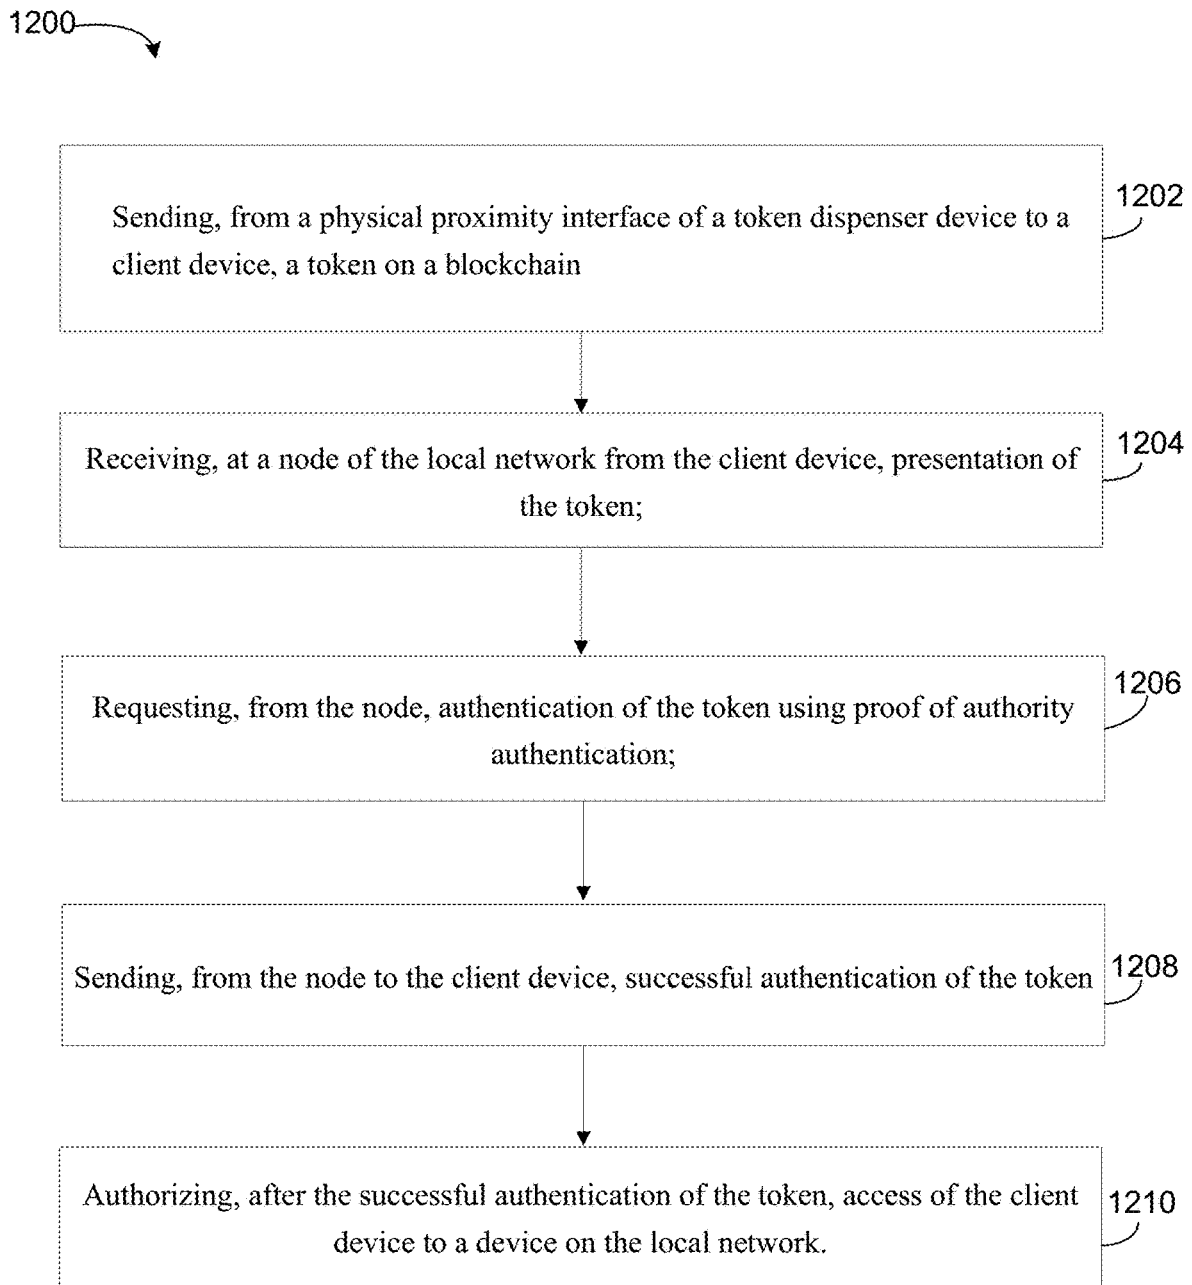 1200
Sending, from a physical proximity interface of a token dispenser device to a
client device, a token on a blockchain
1202
Receiving, at a node of the local network from the client device, presentation of
the token;
1204
Requesting, from the node, authentication of the token using proof of authority
authentication;
1206
Sending, from the node to the client device, successful authentication of the token
1208
Authorizing, after the successful authentication of the token, access of the client
device to a device on the local network.
1210